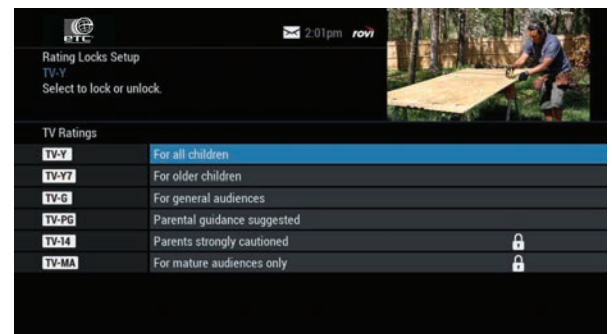 etc
2:01pm rovi
Rating Locks Setup
TV-Y
Select to lock or unlock.
TV Ratings
TV-Y For all children
TV-Y7 For older children
TV-G For general audiences
TV-PG Parental guidance suggested
TV-14 Parents strongly cautioned
TV-MA For mature audiences only